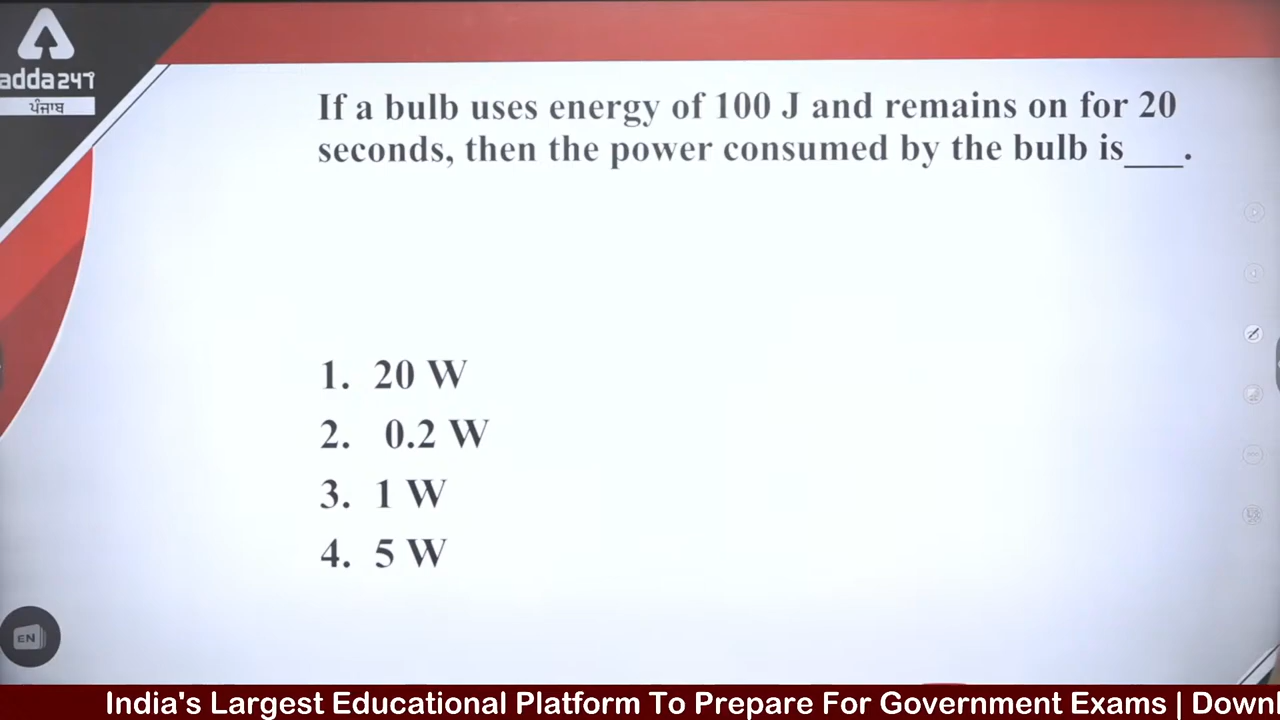 adda247
ਪੰਜਾਬ
If a bulb uses energy of 100 J and remains on for 20
seconds, then the power consumed by the bulb is___.
1. 20 W
2. 0.2 W
3. 1 W
4. 5 W
EN
India's Largest Educational Platform To Prepare For Government Exams | Down